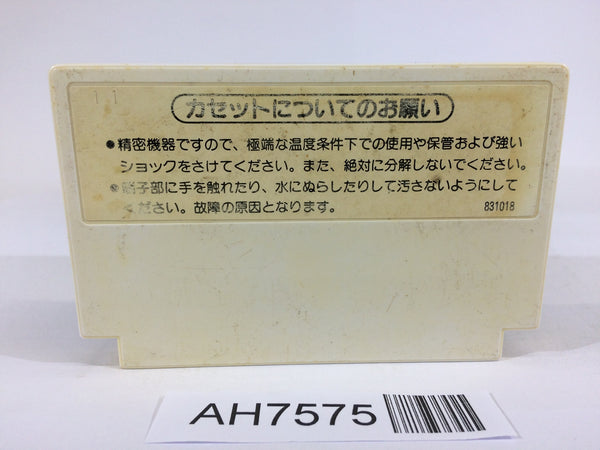 11
カセットについてのお願い
●精密機器ですので、極端な温度条件下での使用や保管および強い
ショックをさけてください。また、絶対に分解しないでください。
●端子部に手を触れたり、水にぬらしたりして汚さないようにして
ください。故障の原因となります。
831018
AH7575